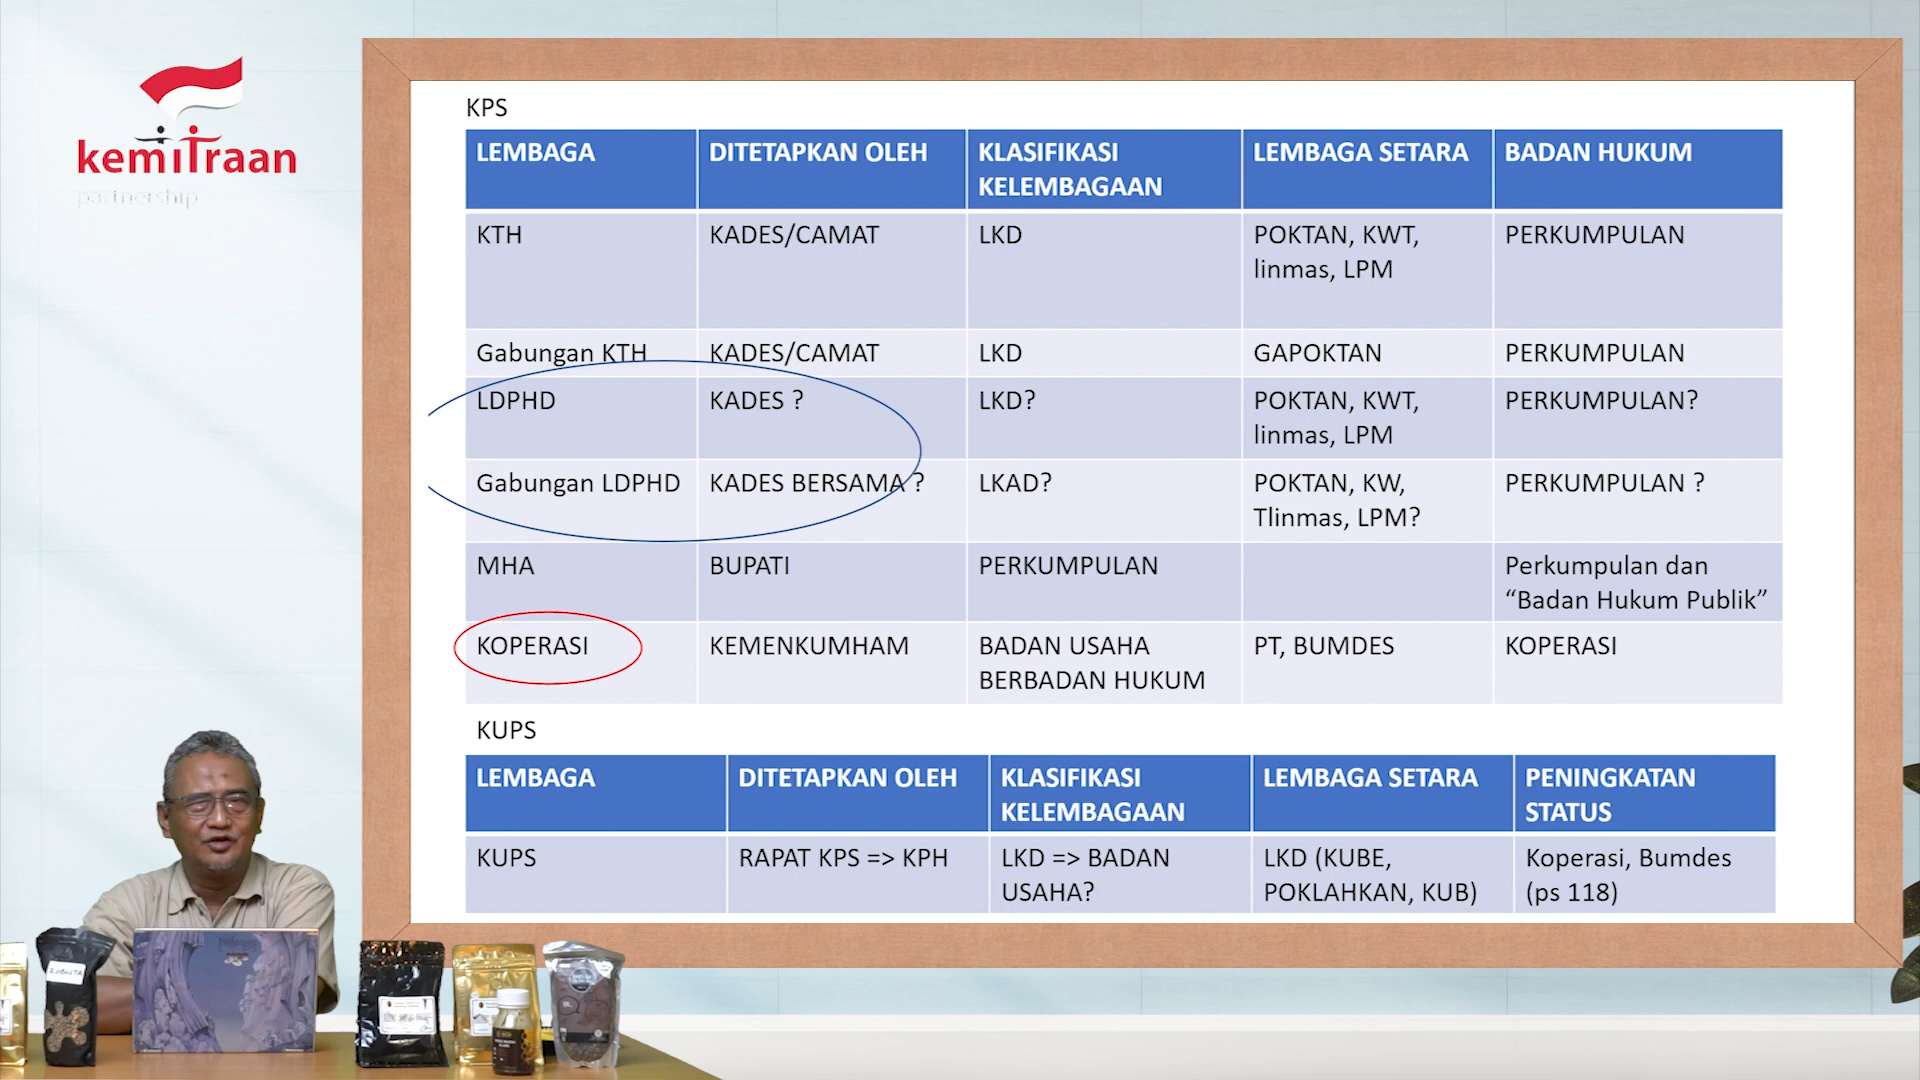 kemitraan
partnership
KPS
LEMBAGA
DITETAPKAN OLEH
KLASIFIKASI
KELEMBAGAAN
LEMBAGA SETARA
BADAN HUKUM
KTH
KADES/CAMAT
LKD
POKTAN, KWT,
linmas, LPM
PERKUMPULAN
Gabungan KTH
KADES/CAMAT
LKD
GAPOKTAN
PERKUMPULAN
LDPHD
KADES ?
LKD?
POKTAN, KWT,
linmas, LPM
PERKUMPULAN?
Gabungan LDPHD
KADES BERSAMA ?
LKAD?
POKTAN, KW,
Tlinmas, LPM?
PERKUMPULAN ?
MHA
BUPATI
PERKUMPULAN
Perkumpulan dan
“Badan Hukum Publik”
KOPERASI
KEMENKUMHAM
BADAN USAHA
BERBADAN HUKUM
PT, BUMDES
KOPERASI
KUPS
LEMBAGA
DITETAPKAN OLEH
KLASIFIKASI
KELEMBAGAAN
LEMBAGA SETARA
PENINGKATAN
STATUS
KUPS
RAPAT KPS => KPH
LKD => BADAN
USAHA?
LKD (KUBE,
POKLAHKAN, KUB)
Koperasi, Bumdes
(ps 118)
ROBUSTA